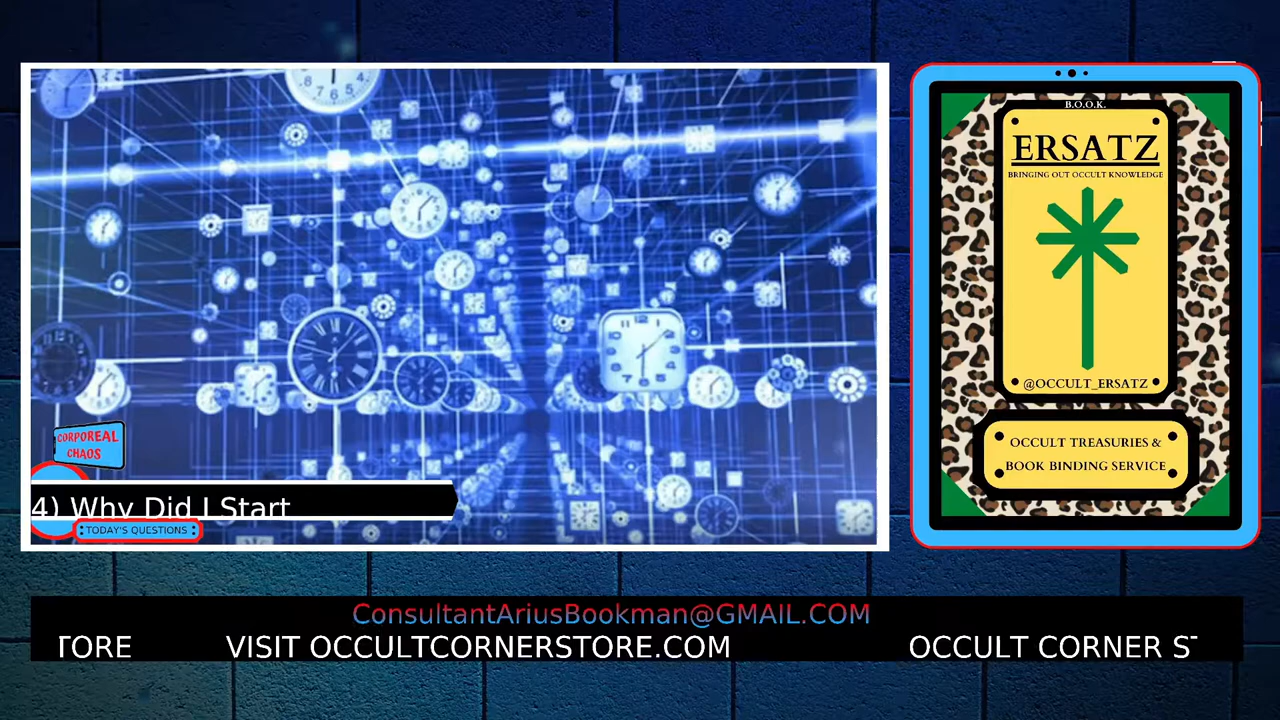 CORPOREAL
CHAOS
4) Why Did I Start
TODAY'S QUESTIONS
B.O.O.K.
ERSATZ
BRINGING OUT OCCULT KNOWLEDGE
@OCCULT_ERSATZ
OCCULT TREASURIES &
BOOK BINDING SERVICE
ConsultantAriusBookman@GMAIL.COM
TORE VISIT OCCULTCORNERSTORE.COM OCCULT CORNER ST